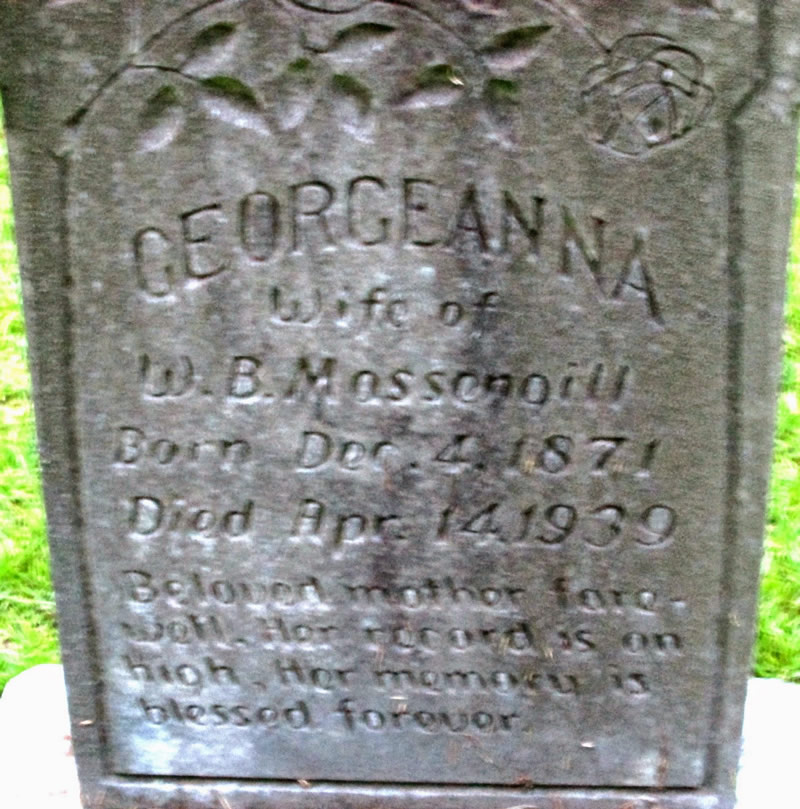 GEORGEANNA
Wife of
W. B. Massengill
Born Dec. 4, 1871
Died Apr. 14, 1939
Beloved mother fare-
well. Her record is on
high. Her memory is
blessed forever.